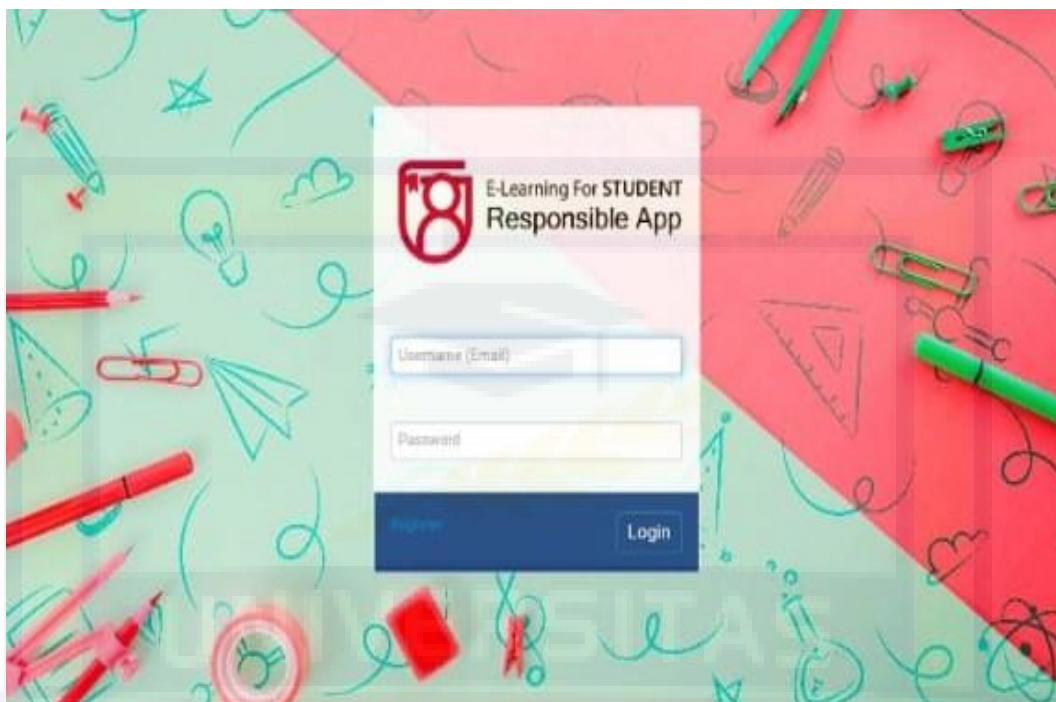 E-Learning For STUDENT
Responsible App
Username (Email)
Password
Register
Login
UNIVERSITAS